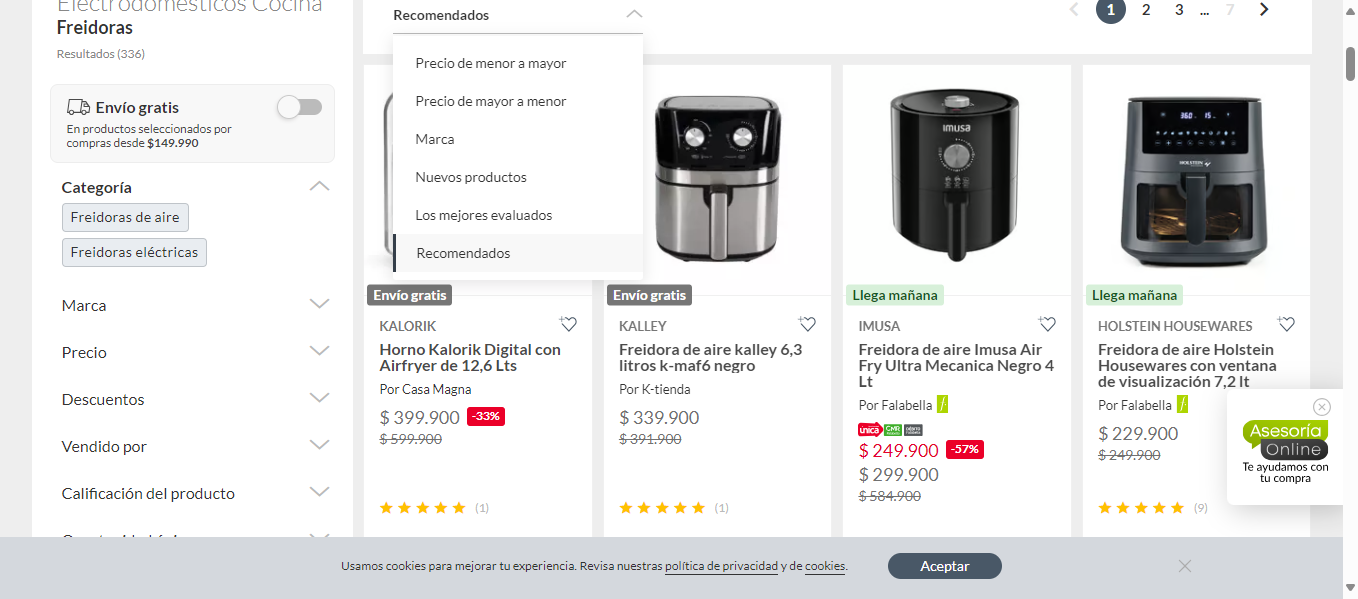 Electrodomésticos Cocina
Freidoras
Resultados (336)
Envío gratis
En productos seleccionados por
compras desde $149.990
Categoría
Freidoras de aire
Freidoras eléctricas
Marca
Precio
Descuentos
Vendido por
Calificación del producto
Recomendados
1 2 3 ... 7
Precio de menor a mayor
Precio de mayor a menor
Marca
Nuevos productos
Los mejores evaluados
Recomendados
Envío gratis
KALORIK
Horno Kalorik Digital con
Airfryer de 12,6 Lts
Por Casa Magna
$ 399.900 -33%
$ 599.900
(1)
Envío gratis
KALLEY
Freidora de aire kalley 6,3
litros k-maf6 negro
Por K-tienda
$ 339.900
$ 391.900
(1)
IMUSA
Llega mañana
IMUSA
Freidora de aire Imusa Air
Fry Ultra Mecanica Negro 4
Lt
Por Falabella f
única CMR
$ 249.900 -57%
$ 299.900
$ 584.900
360. 15.
HOLSTEIN
Llega mañana
HOLSTEIN HOUSEWARES
Freidora de aire Holstein
Housewares con ventana
de visualización 7,2 lt
Por Falabella f
$ 229.900
$ 249.900
(9)
Asesoría
Online
Te ayudamos con
tu compra
Usamos cookies para mejorar tu experiencia. Revisa nuestras política de privacidad y de cookies.
Aceptar